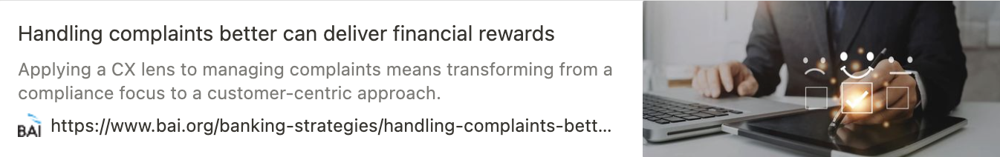 Handling complaints better can deliver financial rewards
Applying a CX lens to managing complaints means transforming from a
compliance focus to a customer-centric approach.
BAI https://www.bai.org/banking-strategies/handling-complaints-bett...